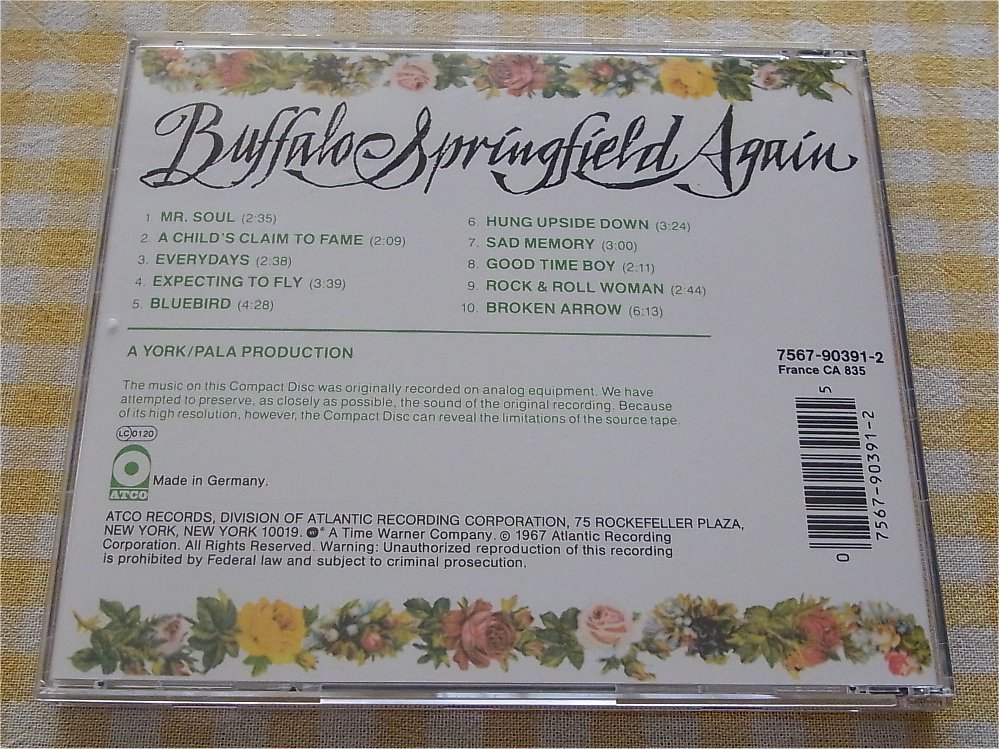 Buffalo Springfield Again
1. MR. SOUL (2:35)
2. A CHILD'S CLAIM TO FAME (2:09)
3. EVERYDAYS (2:38)
4. EXPECTING TO FLY (3:39)
5. BLUEBIRD (4:28)
6. HUNG UPSIDE DOWN (3:24)
7. SAD MEMORY (3:00)
8. GOOD TIME BOY (2:11)
9. ROCK & ROLL WOMAN (2:44)
10. BROKEN ARROW (6:13)
A YORK/PALA PRODUCTION
7567-90391-2
France CA 835
The music on this Compact Disc was originally recorded on analog equipment. We have
attempted to preserve, as closely as possible, the sound of the original recording. Because
of its high resolution, however, the Compact Disc can reveal the limitations of the source tape.
LC 0120
ATCO
Made in Germany.
ATCO RECORDS, DIVISION OF ATLANTIC RECORDING CORPORATION, 75 ROCKEFELLER PLAZA,
NEW YORK, NEW YORK 10019. * A Time Warner Company. © 1967 Atlantic Recording
Corporation. All Rights Reserved. Warning: Unauthorized reproduction of this recording
is prohibited by Federal law and subject to criminal prosecution.
0 7567-90391-2 5